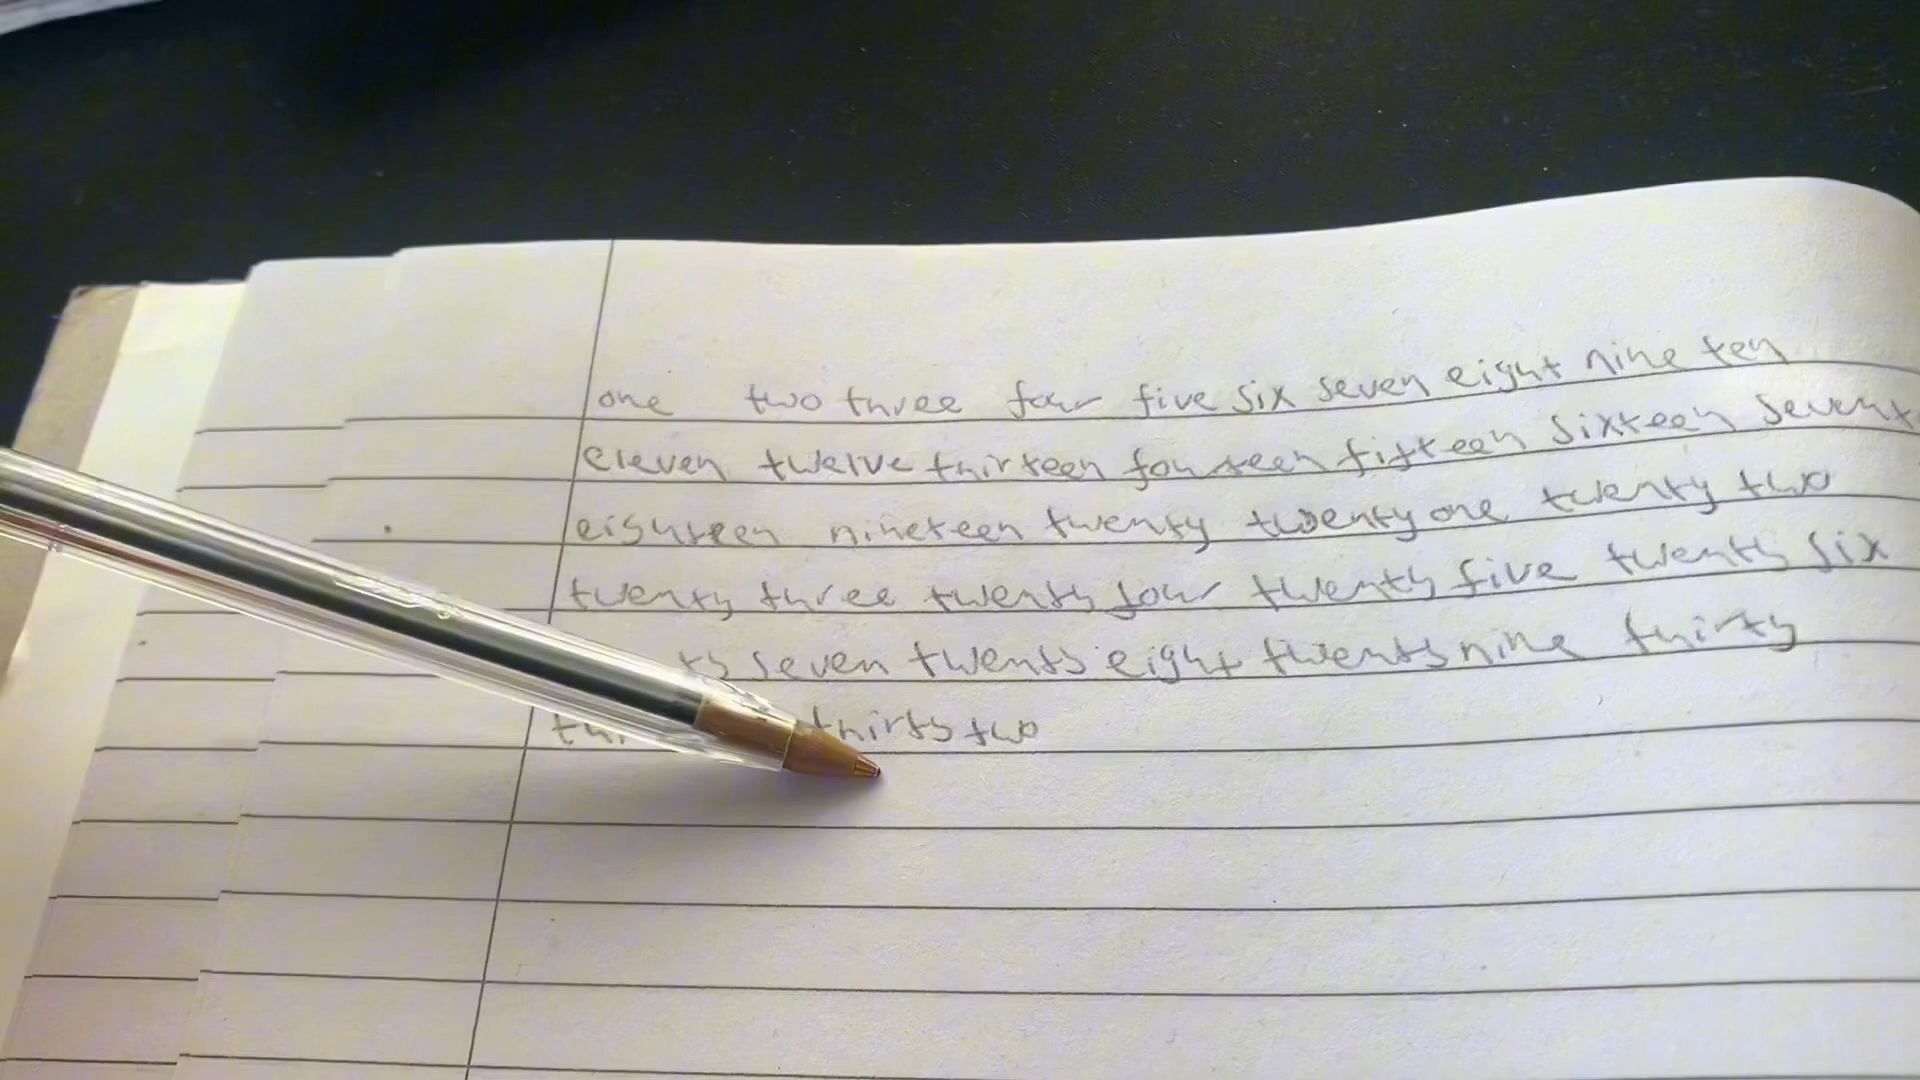 one two three four five six seven eight nine ten
eleven twelve thirteen fourteen fifteen sixteen
eighteen nineteen twenty twenty one twenty two
twenty three twenty four twenty five twenty six
seven twenty eight twenty nine thirty
thirty two